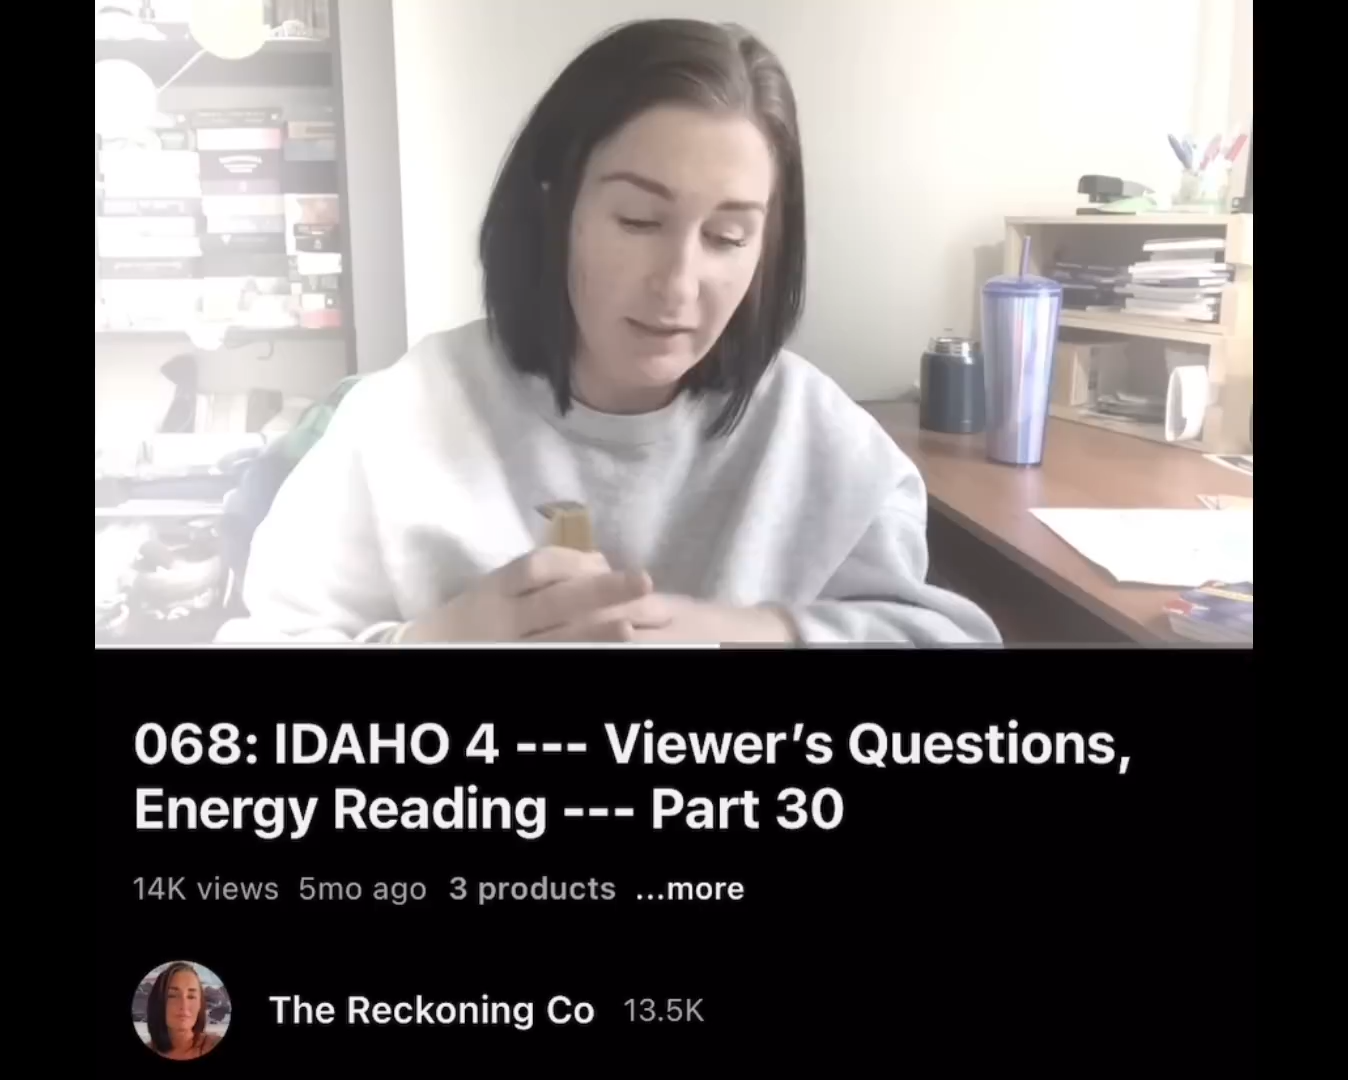 068: IDAHO 4 --- Viewer’s Questions,
Energy Reading --- Part 30
14K views 5mo ago 3 products ...more
The Reckoning Co 13.5K